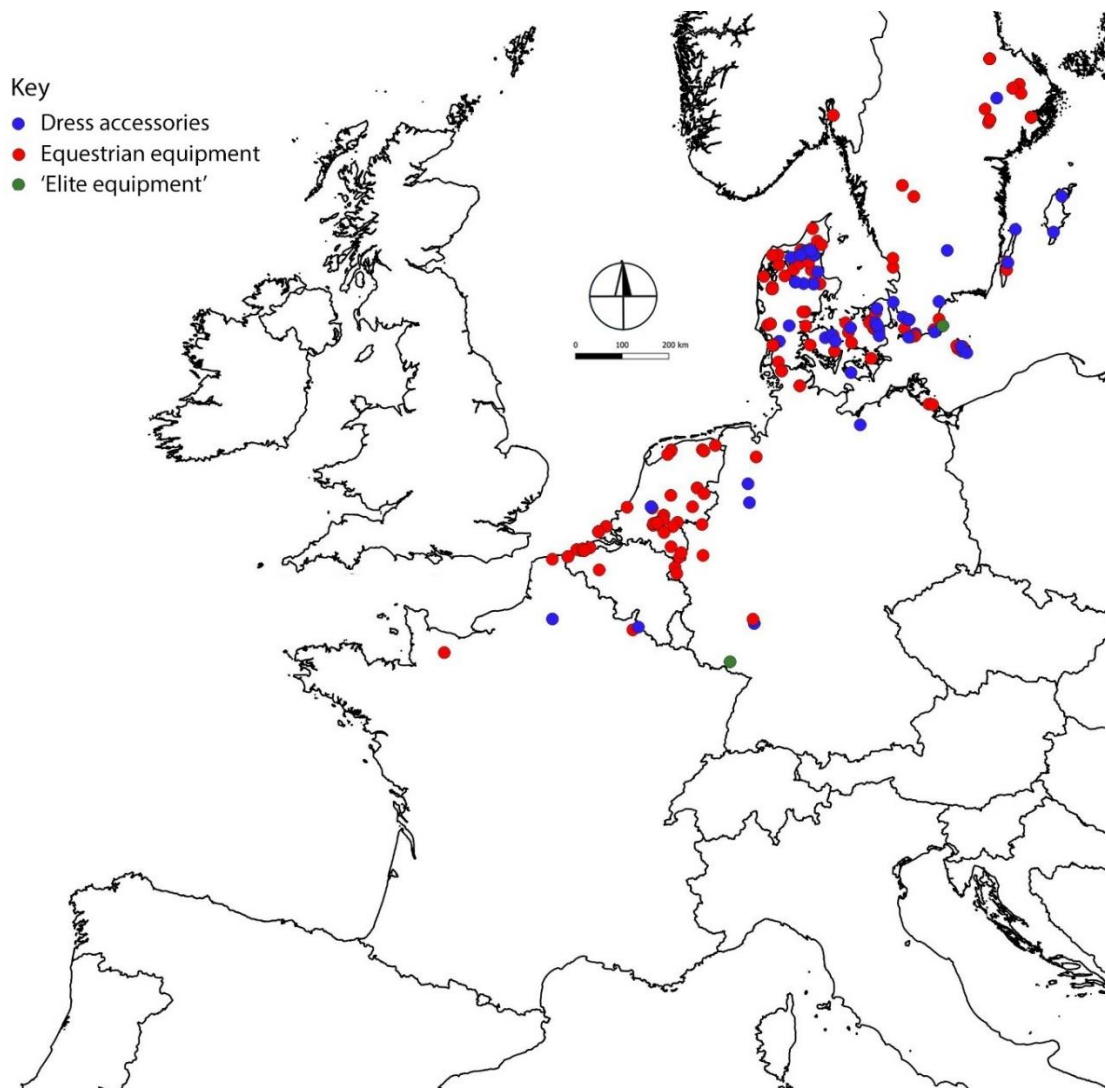 Key
Dress accessories
Equestrian equipment
‘Elite equipment’
0 100 200 km